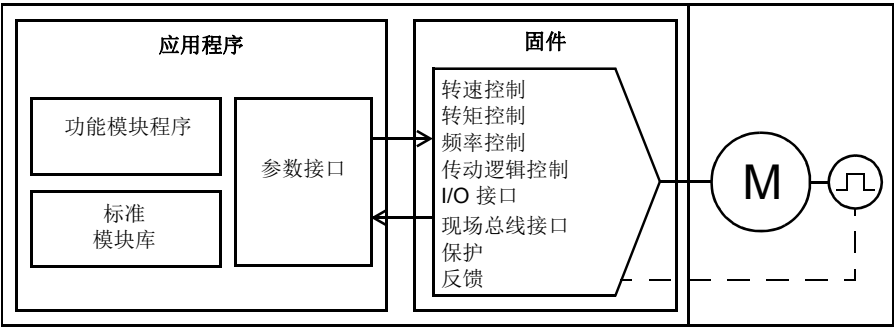 应用程序
功能模块程序
标准
模块库
参数接口
固件
转速控制
转矩控制
频率控制
传动逻辑控制
I/O 接口
现场总线接口
保护
反馈
M